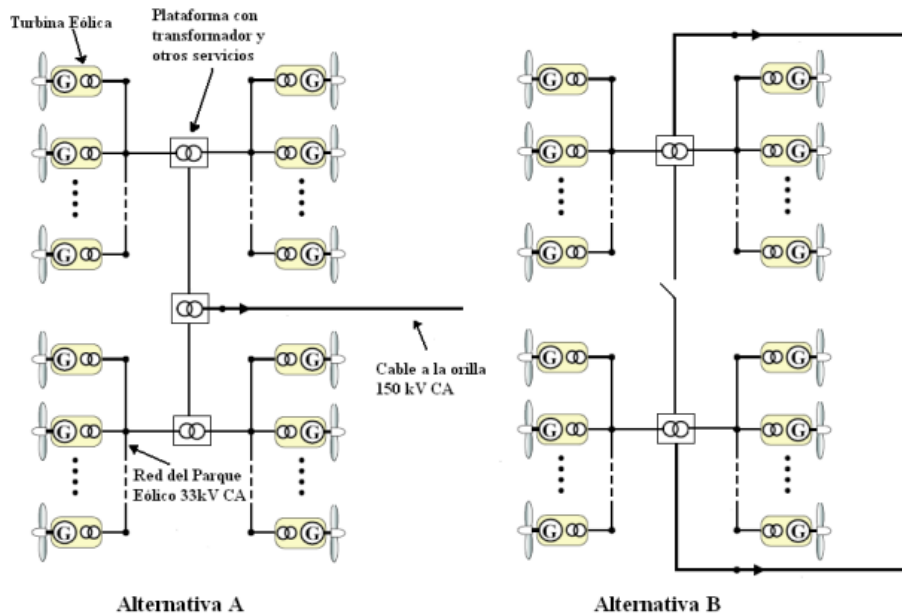 Turbina Eólica
Plataforma con
transformador y
otros servicios
G
G
G
G
G
G
G
G
G
G
G
G
Cable a la orilla
150 kV CA
G
G
G
G
G
G
G
G
G
G
G
G
Red del Parque
Eólico 33kV CA
Alternativa A
Alternativa B